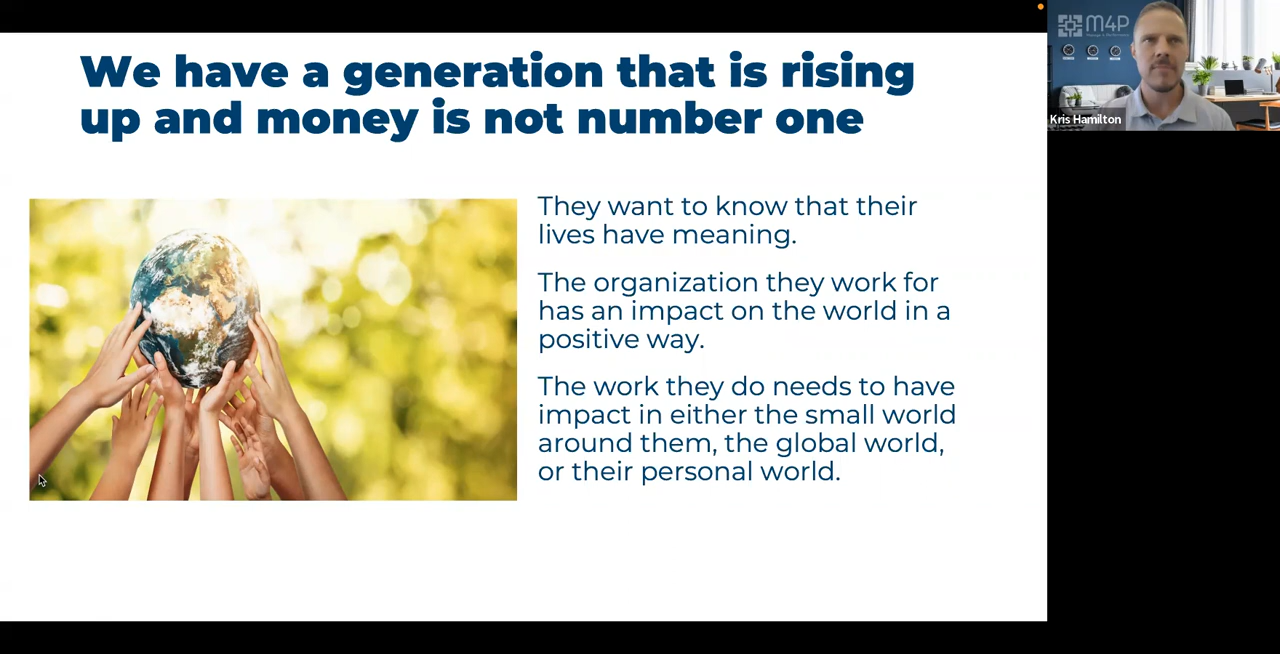 We have a generation that is rising
up and money is not number one
They want to know that their
lives have meaning.
The organization they work for
has an impact on the world in a
positive way.
The work they do needs to have
impact in either the small world
around them, the global world,
or their personal world.
M4P
Kris Hamilton